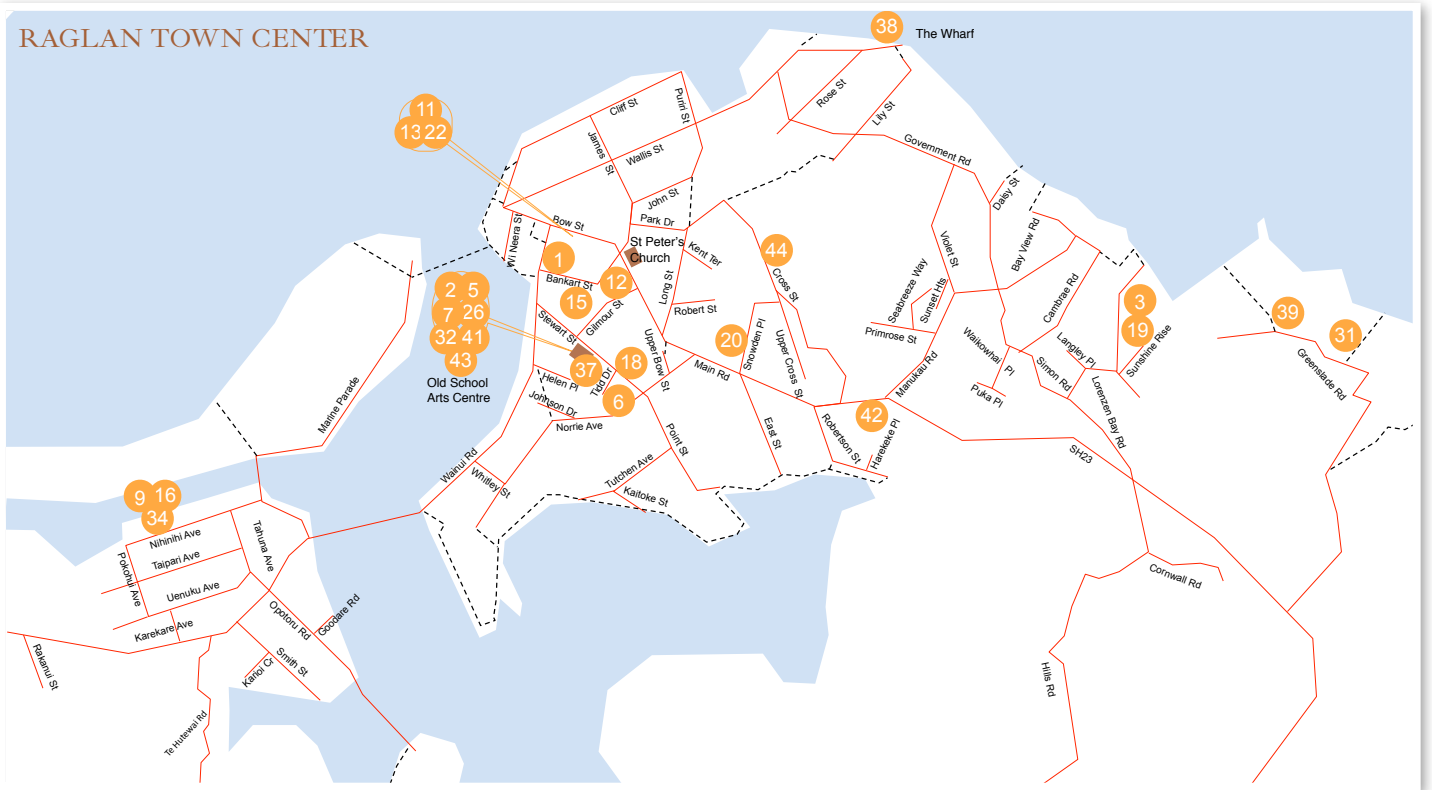 RAGLAN TOWN CENTER
38
The Wharf
11
13 22
Cliff St
Puriri St
James St
Wallis St
John St
Park Dr
Rose St
Lily St
Government Rd
Daisy St
Bow St
Wi Neera St
St Peter's
Church
Kent Ter
Long St
Robert St
44
Cross St
Violet St
Bay View Rd
1
Bankart St
12
15
Gilmour St
Stewart St
2 5
7 26
32 41
43
Old School
Arts Centre
37
18
6
Helen Pl
Tidd Dr
Johnson Dr
Norrie Ave
Upper Bow St
Main Rd
20
Snowden Pl
Upper Cross St
Seabreeze Way
Sunset Hts
Primrose St
Manukau Rd
Waikowhai Pl
Puka Pl
Cambrae Rd
Langley Pl
Simon Rd
Lorenzen Bay Rd
3
19
Sunshine Rise
39
31
Greenslade Rd
Marine Parade
Wainui Rd
Whitley St
Point St
Tutchen Ave
Kaitoke St
East St
Robertson St
42
Harekeke Pl
SH23
9 16
34
Nihinihi Ave
Taipari Ave
Pokohui Ave
Uenuku Ave
Karekare Ave
Tahuna Ave
Opotoru Rd
Goodare Rd
Smith St
Karioi Cr
Rakanui St
Te Hutewai Rd
Cornwall Rd
Hills Rd